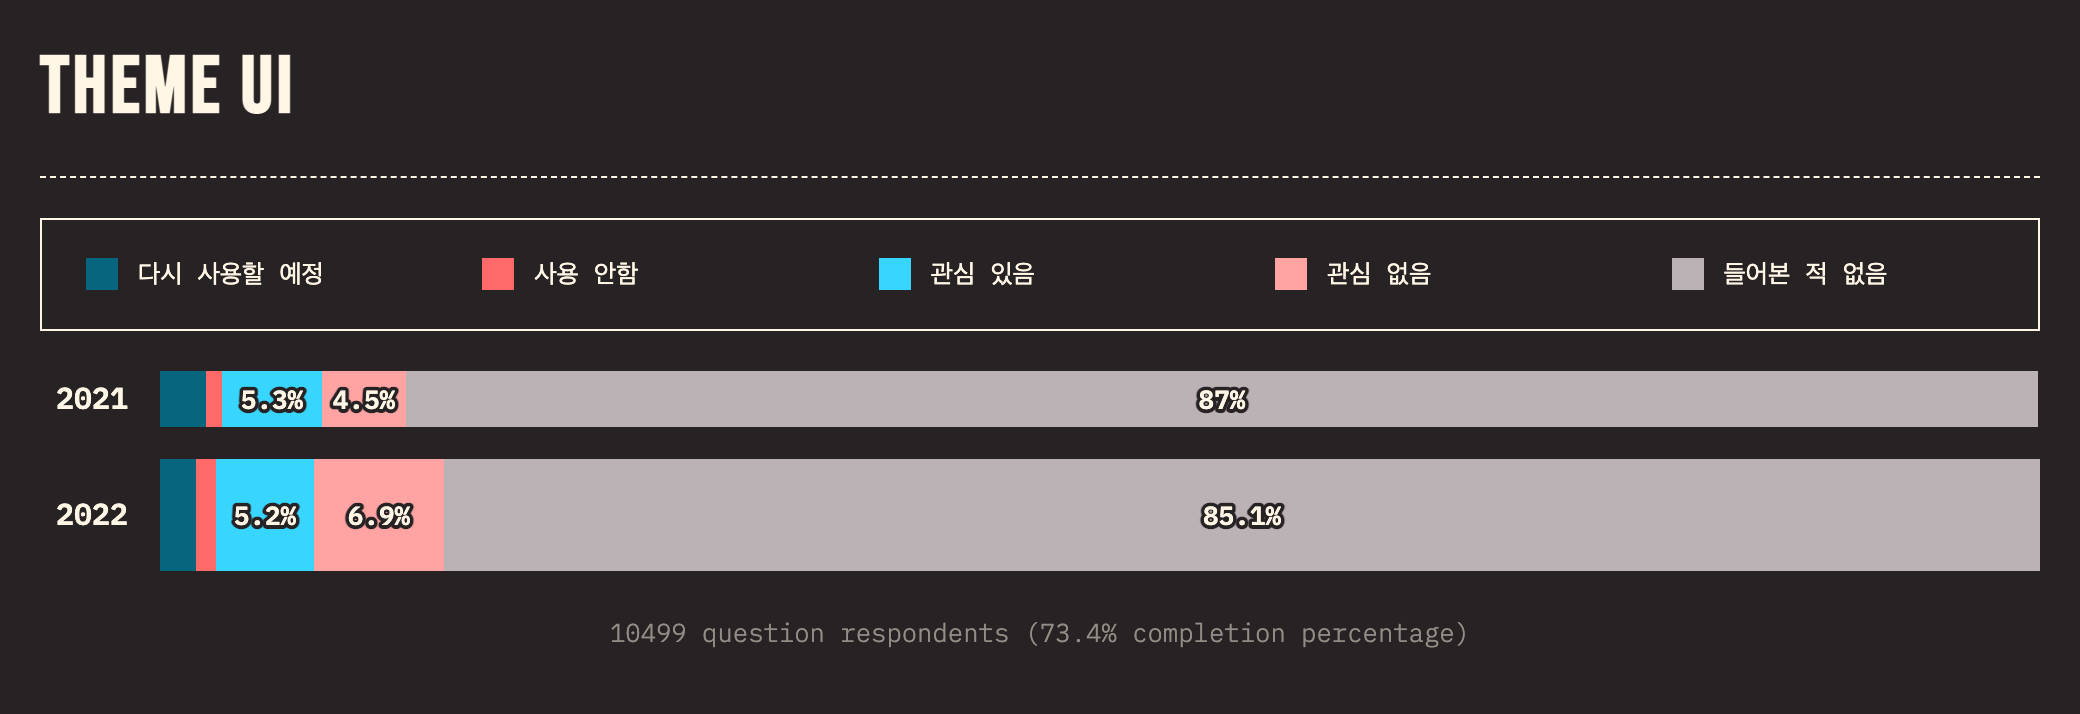 THEME UI
다시 사용할 예정 사용 안함 관심 있음 관심 없음 들어본 적 없음
2021 5.3% 4.5% 87%
2022 5.2% 6.9% 85.1%
10499 question respondents (73.4% completion percentage)